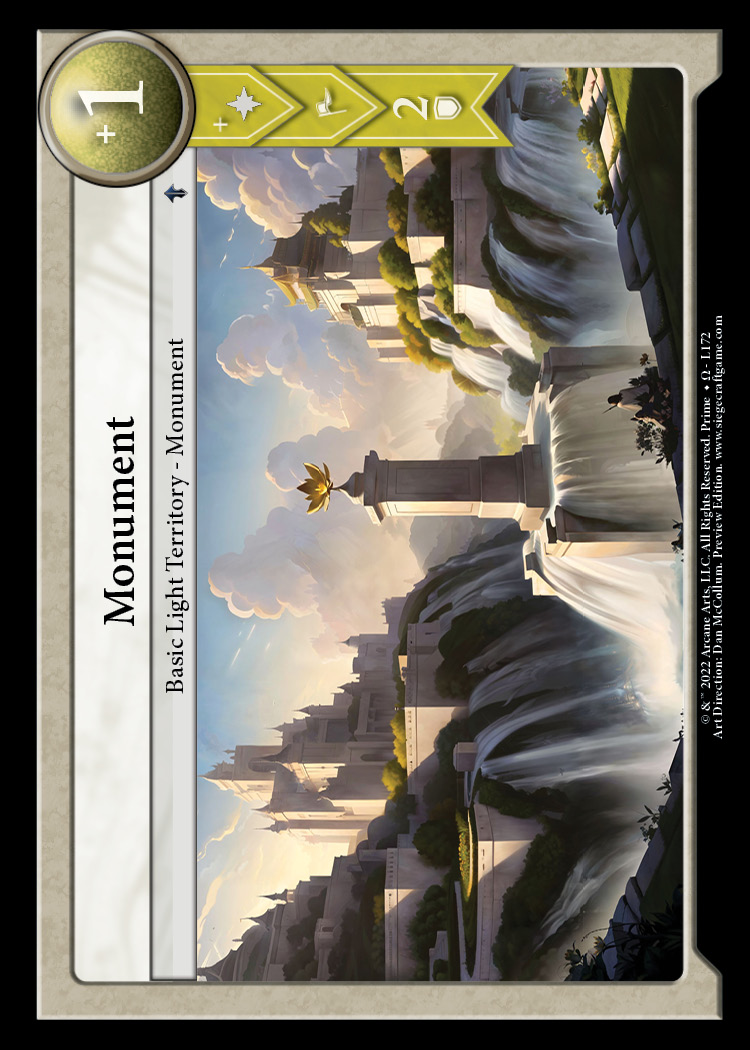 +1
+
2
Monument
Basic Light Territory - Monument
© & ™ 2022 Arcane Arts, LLC. All Rights Reserved. Prime ♦ Ω - L172
Art Direction: Dan McCollum. Preview Edition. www.siegecraftgame.com